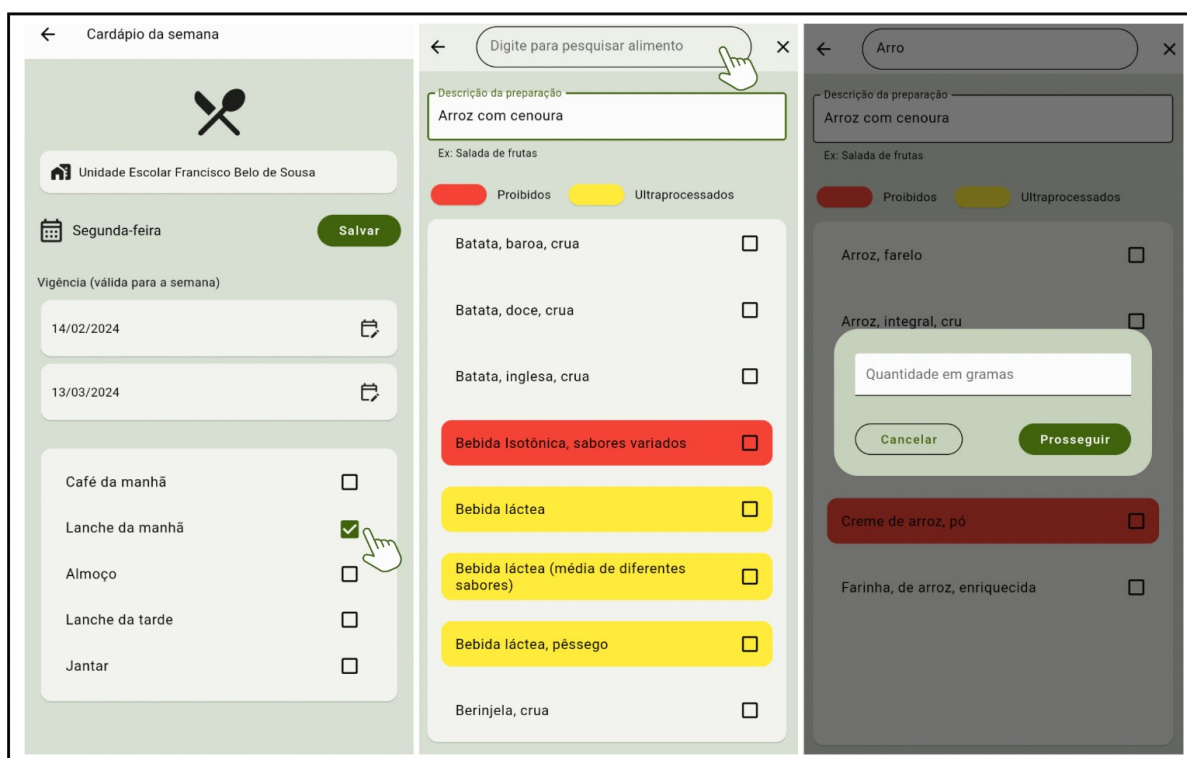 Cardápio da semana
Unidade Escolar Francisco Belo de Sousa
Segunda-feira
Salvar
Vigência (válida para a semana)
14/02/2024
13/03/2024
Café da manhã
Lanche da manhã
Almoço
Lanche da tarde
Jantar
Digite para pesquisar alimento
Descrição da preparação
Arroz com cenoura
Ex: Salada de frutas
Proibidos
Ultraprocessados
Batata, baroa, crua
Batata, doce, crua
Batata, inglesa, crua
Bebida Isotônica, sabores variados
Bebida láctea
Bebida láctea (média de diferentes
sabores)
Bebida láctea, pêssego
Berinjela, crua
Arro
Descrição da preparação
Arroz com cenoura
Ex: Salada de frutas
Proibidos
Ultraprocessados
Arroz, farelo
Arroz, integral, cru
Quantidade em gramas
Cancelar
Prosseguir
Creme de arroz, pó
Farinha, de arroz, enriquecida